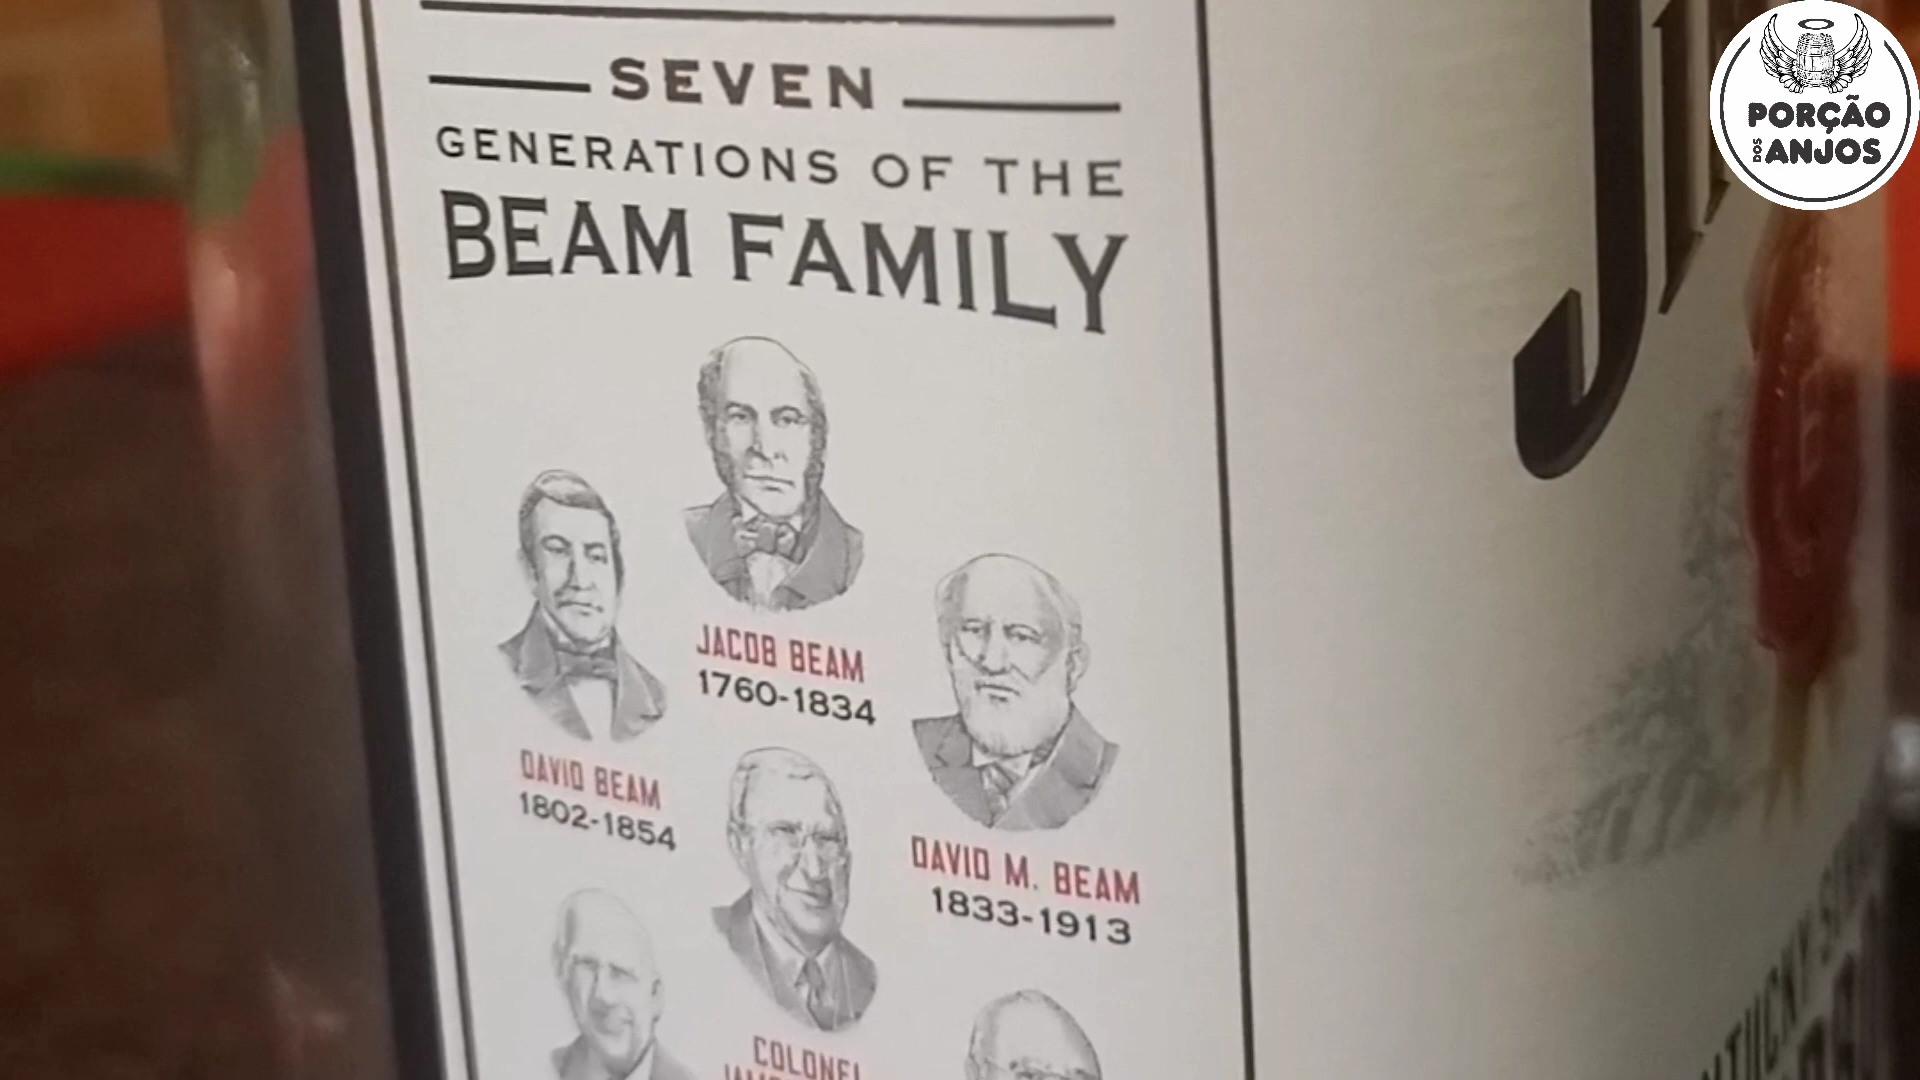 SEVEN
GENERATIONS OF THE
BEAM FAMILY
JACOB BEAM
1760-1834
DAVID BEAM
1802-1854
DAVID M. BEAM
1833-1913
COLONEL
PORÇÃO
DOS ANJOS